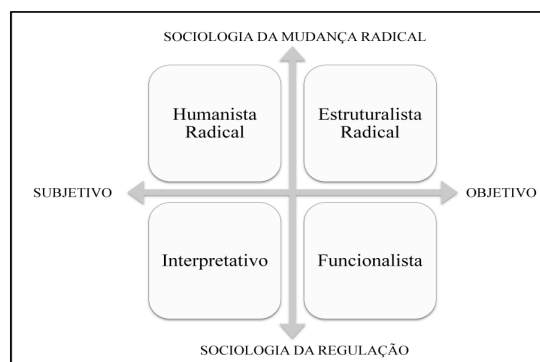 SOCIOLOGIA DA MUDANÇA RADICAL
Humanista
Radical
Estruturalista
Radical
SUBJETIVO
OBJETIVO
Interpretativo
Funcionalista
SOCIOLOGIA DA REGULAÇÃO